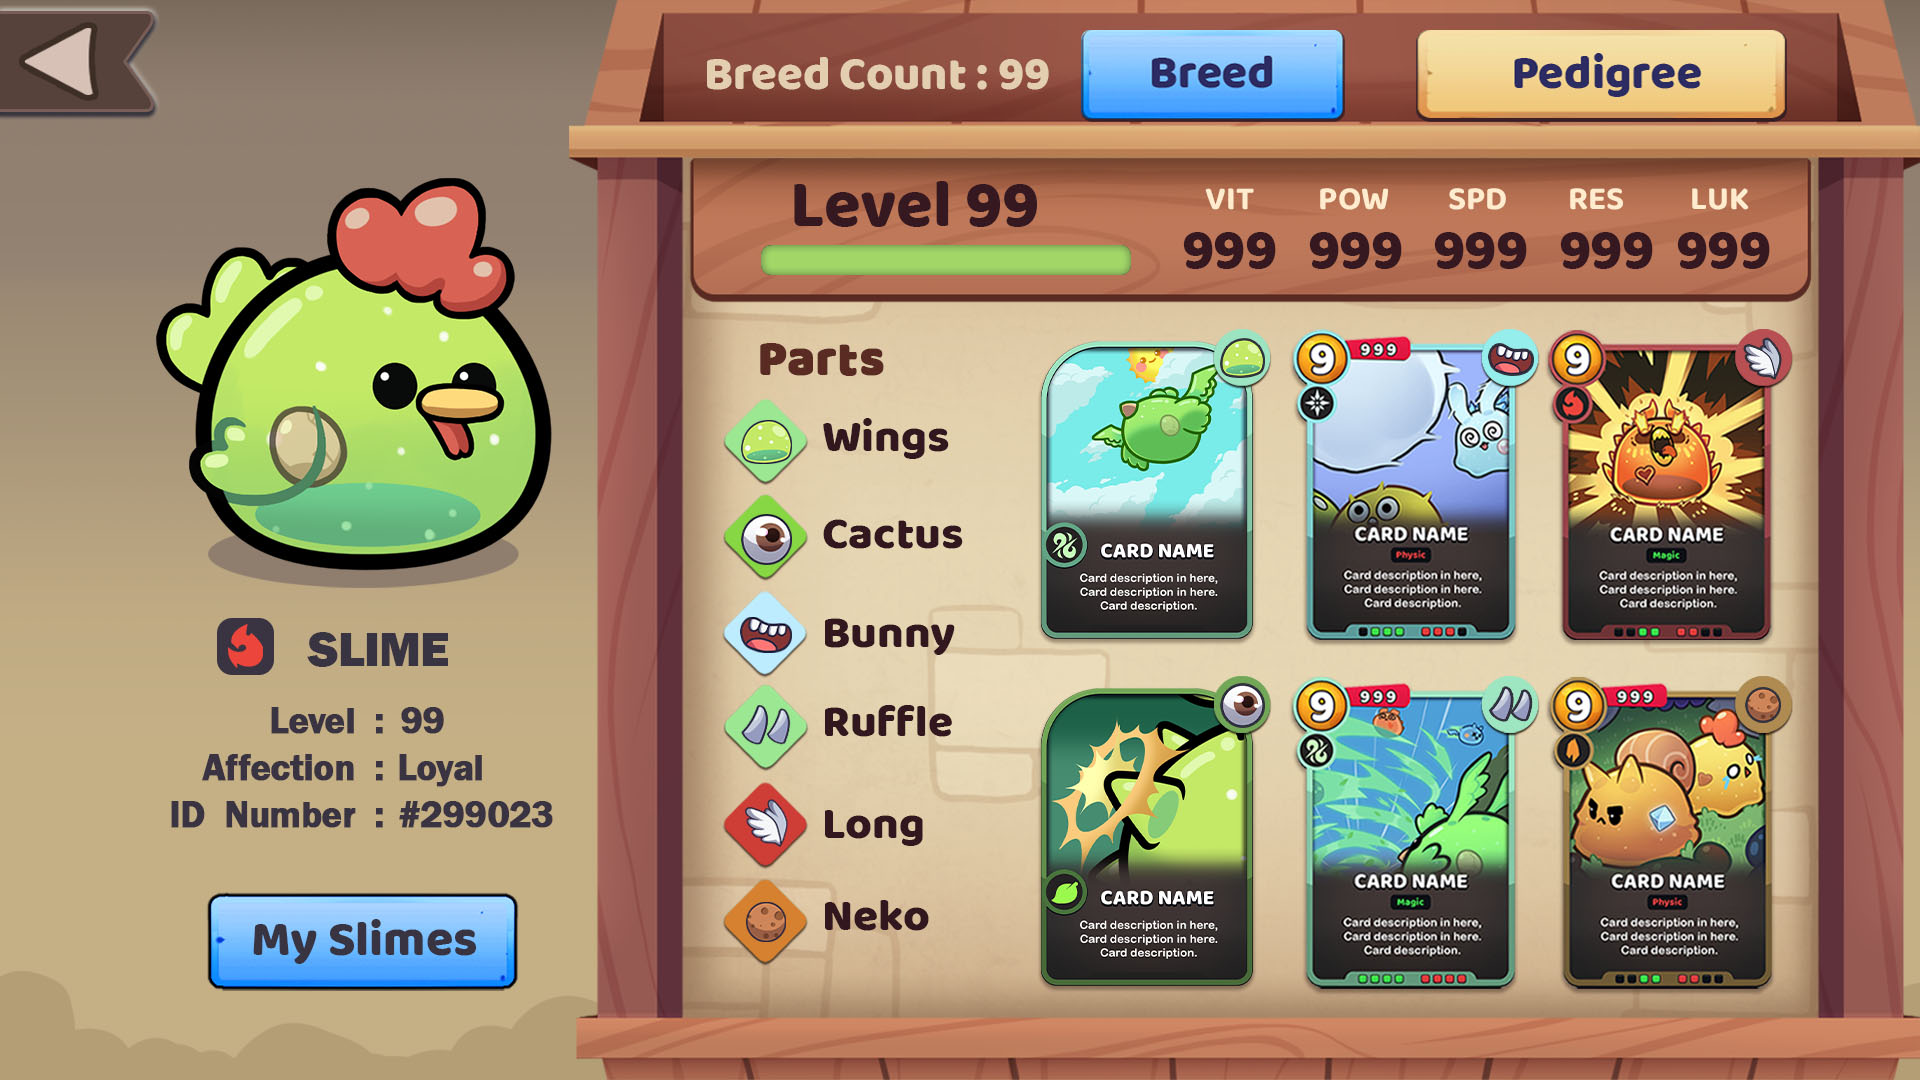 Breed Count : 99
Breed
Pedigree
Level 99
VIT POW SPD RES LUK
999 999 999 999 999
Parts
Wings
Cactus
Bunny
Ruffle
Long
Neko
SLIME
Level : 99
Affection : Loyal
ID Number : #299023
My Slimes
CARD NAME
Card description in here,
Card description in here.
Card description.
9
999
CARD NAME
Physic
Card description in here,
Card description in here.
Card description.
9
CARD NAME
Magic
Card description in here,
Card description in here.
Card description.
CARD NAME
Card description in here,
Card description in here.
Card description.
9
999
CARD NAME
Magic
Card description in here,
Card description in here.
Card description.
9
999
CARD NAME
Physic
Card description in here,
Card description in here.
Card description.